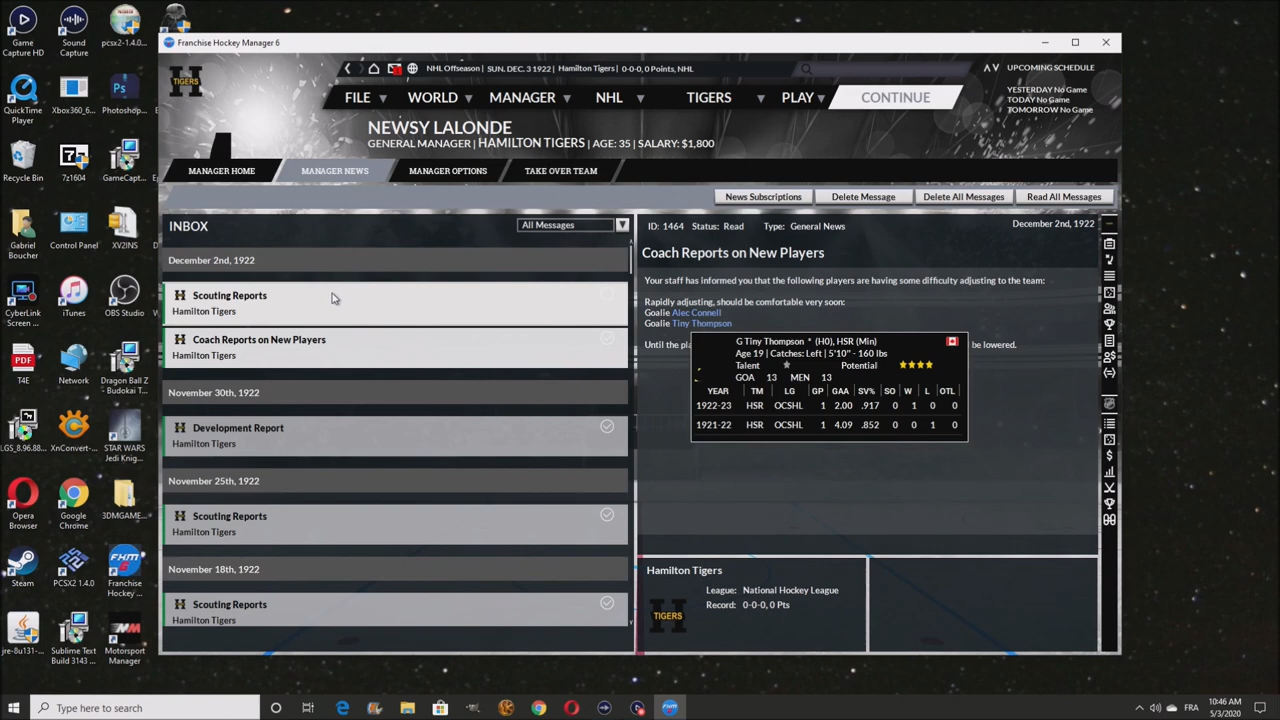 Game Capture HD
Sound Capture
pcsx2-1.4.0...
QuickTime Player
Xbox360_6...
Photoshop...
Recycle Bin
7z1604
GameCapt...
Gabriel Boucher
Control Panel
XV2INS
CyberLink Screen ...
iTunes
OBS Studio
T4E
Network
Dragon Ball Z - Budokai T...
LGS_8.96.88...
XnConvert-...
STAR WARS Jedi Knig...
Opera Browser
Google Chrome
3DMGAME...
Steam
PCSX2 1.4.0
Franchise Hockey ...
jre-8u131-...
Sublime Text Build 3143 ...
Motorsport Manager
Franchise Hockey Manager 6
TIGERS
NHL Offseason | SUN. DEC. 3 1922 | Hamilton Tigers | 0-0-0, 0 Points, NHL
UPCOMING SCHEDULE
YESTERDAY No Game
TODAY No Game
TOMORROW No Game
FILE WORLD MANAGER NHL TIGERS PLAY CONTINUE
NEWSY LALONDE
GENERAL MANAGER | HAMILTON TIGERS | AGE: 35 | SALARY: $1,800
MANAGER HOME MANAGER NEWS MANAGER OPTIONS TAKE OVER TEAM
News Subscriptions Delete Message Delete All Messages Read All Messages
INBOX
All Messages
December 2nd, 1922
Scouting Reports
Hamilton Tigers
Coach Reports on New Players
Hamilton Tigers
November 30th, 1922
Development Report
Hamilton Tigers
November 25th, 1922
Scouting Reports
Hamilton Tigers
November 18th, 1922
Scouting Reports
Hamilton Tigers
ID: 1464 Status: Read Type: General News December 2nd, 1922
Coach Reports on New Players
Your staff has informed you that the following players are having some difficulty adjusting to the team:
Rapidly adjusting, should be comfortable very soon:
Goalie Alec Connell
Goalie Tiny Thompson
Until the pla be lowered.
G Tiny Thompson * (H0), HSR (Min)
Age 19 | Catches: Left | 5'10" - 160 lbs
Talent Potential
GOA 13 MEN 13
YEAR TM LG GP GAA SV% SO W L OTL
1922-23 HSR OCSHL 1 2.00 .917 0 1 0 0
1921-22 HSR OCSHL 1 4.09 .852 0 0 1 0
Hamilton Tigers
TIGERS
League: National Hockey League
Record: 0-0-0, 0 Pts
Type here to search
FRA
10:46 AM
5/3/2020